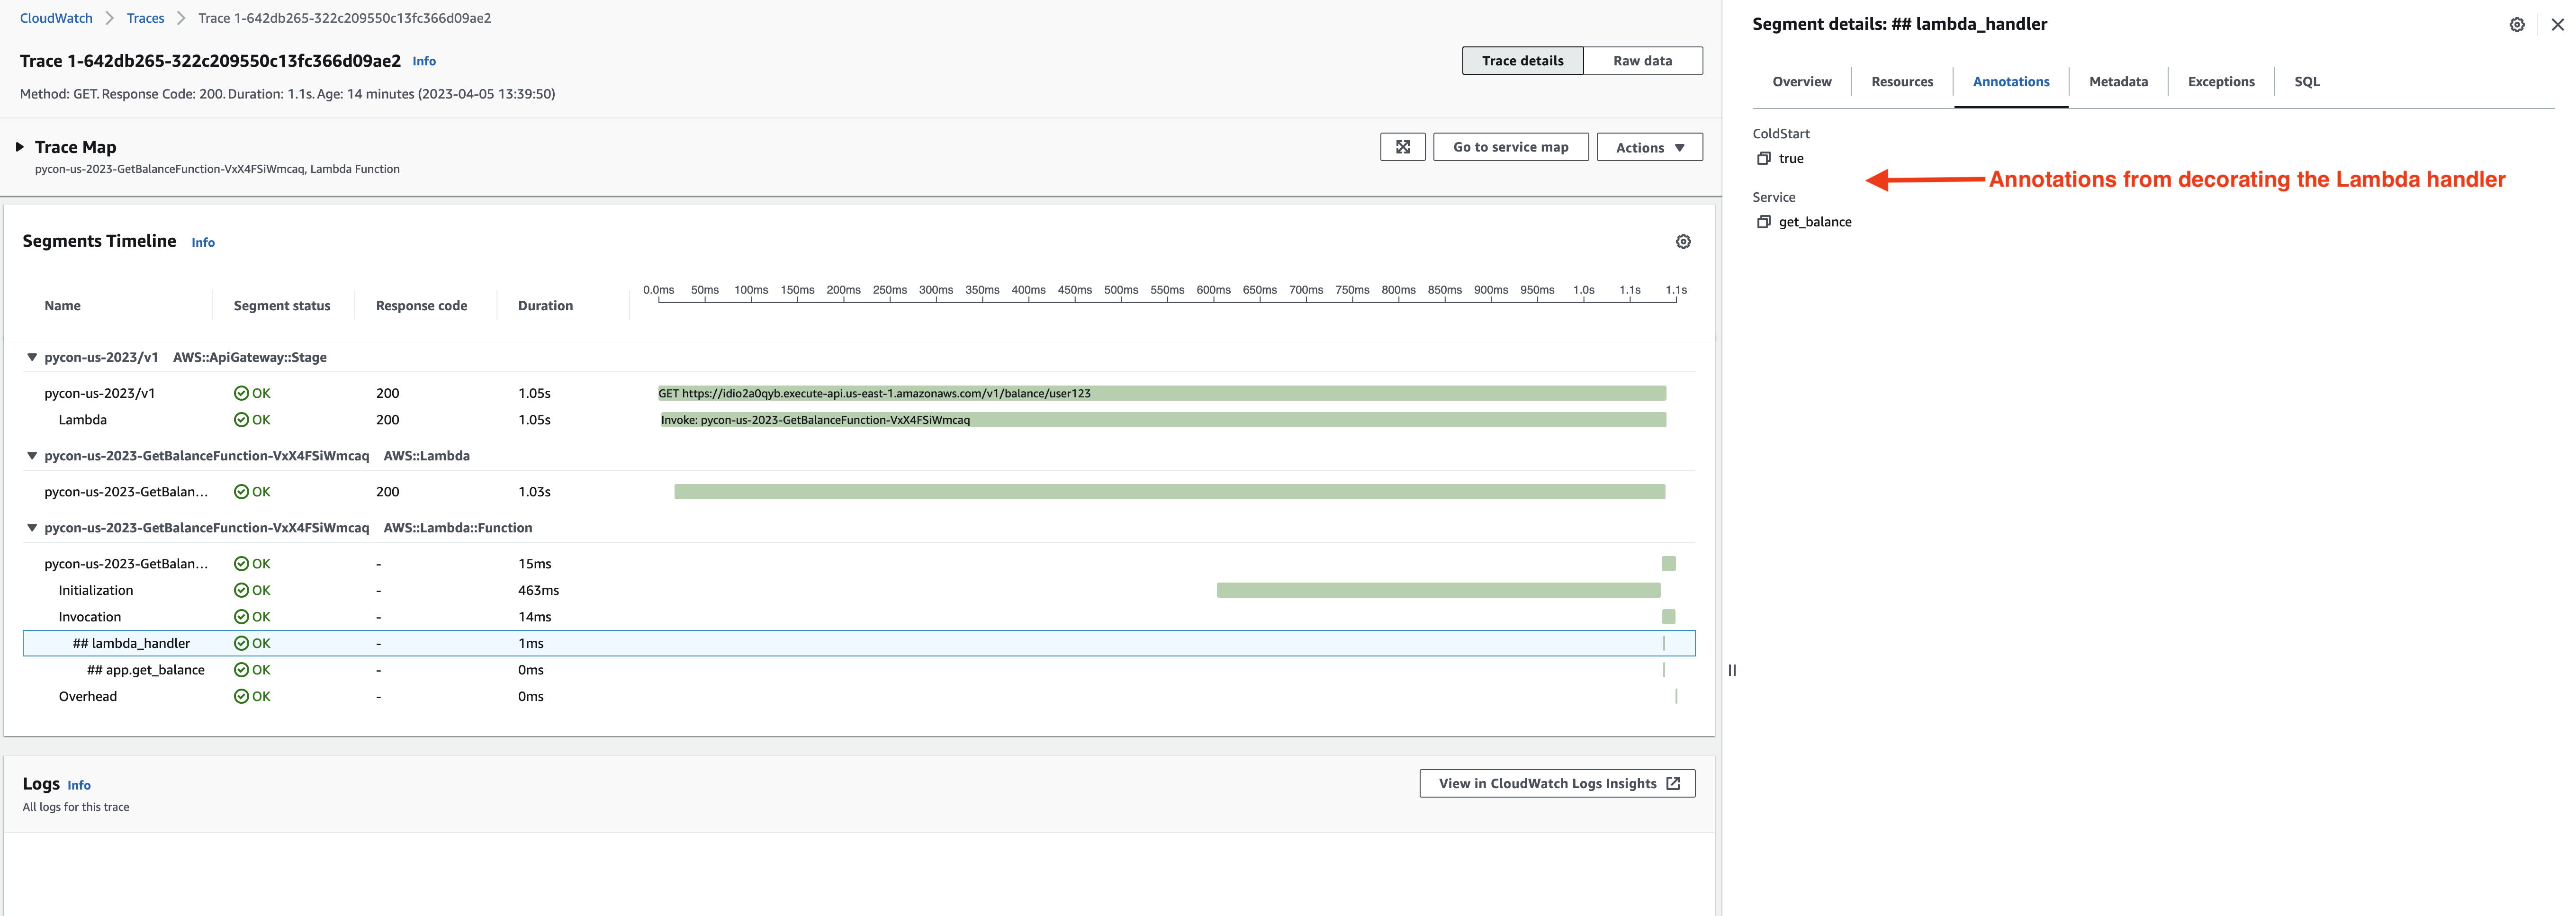 CloudWatch > Traces > Trace 1-642db265-322c209550c13fc366d09ae2
Trace 1-642db265-322c209550c13fc366d09ae2 Info
Trace details Raw data
Method: GET. Response Code: 200. Duration: 1.1s. Age: 14 minutes (2023-04-05 13:39:50)
Trace Map
pycon-us-2023-GetBalanceFunction-VxX4FSiWmcaq, Lambda Function
Go to service map Actions
Segments Timeline Info
Name Segment status Response code Duration
0.0ms 50ms 100ms 150ms 200ms 250ms 300ms 350ms 400ms 450ms 500ms 550ms 600ms 650ms 700ms 750ms 800ms 850ms 900ms 950ms 1.0s 1.1s 1.1s
pycon-us-2023/v1 AWS::ApiGateway::Stage
pycon-us-2023/v1 OK 200 1.05s GET https://idio2a0qyb.execute-api.us-east-1.amazonaws.com/v1/balance/user123
Lambda OK 200 1.05s Invoke: pycon-us-2023-GetBalanceFunction-VxX4FSiWmcaq
pycon-us-2023-GetBalanceFunction-VxX4FSiWmcaq AWS::Lambda
pycon-us-2023-GetBalan... OK 200 1.03s
pycon-us-2023-GetBalanceFunction-VxX4FSiWmcaq AWS::Lambda::Function
pycon-us-2023-GetBalan... OK - 15ms
Initialization OK - 463ms
Invocation OK - 14ms
## lambda_handler OK - 1ms
## app.get_balance OK - 0ms
Overhead OK - 0ms
Logs Info
All logs for this trace
View in CloudWatch Logs Insights
Segment details: ## lambda_handler
Overview Resources Annotations Metadata Exceptions SQL
ColdStart
true
Annotations from decorating the Lambda handler
Service
get_balance